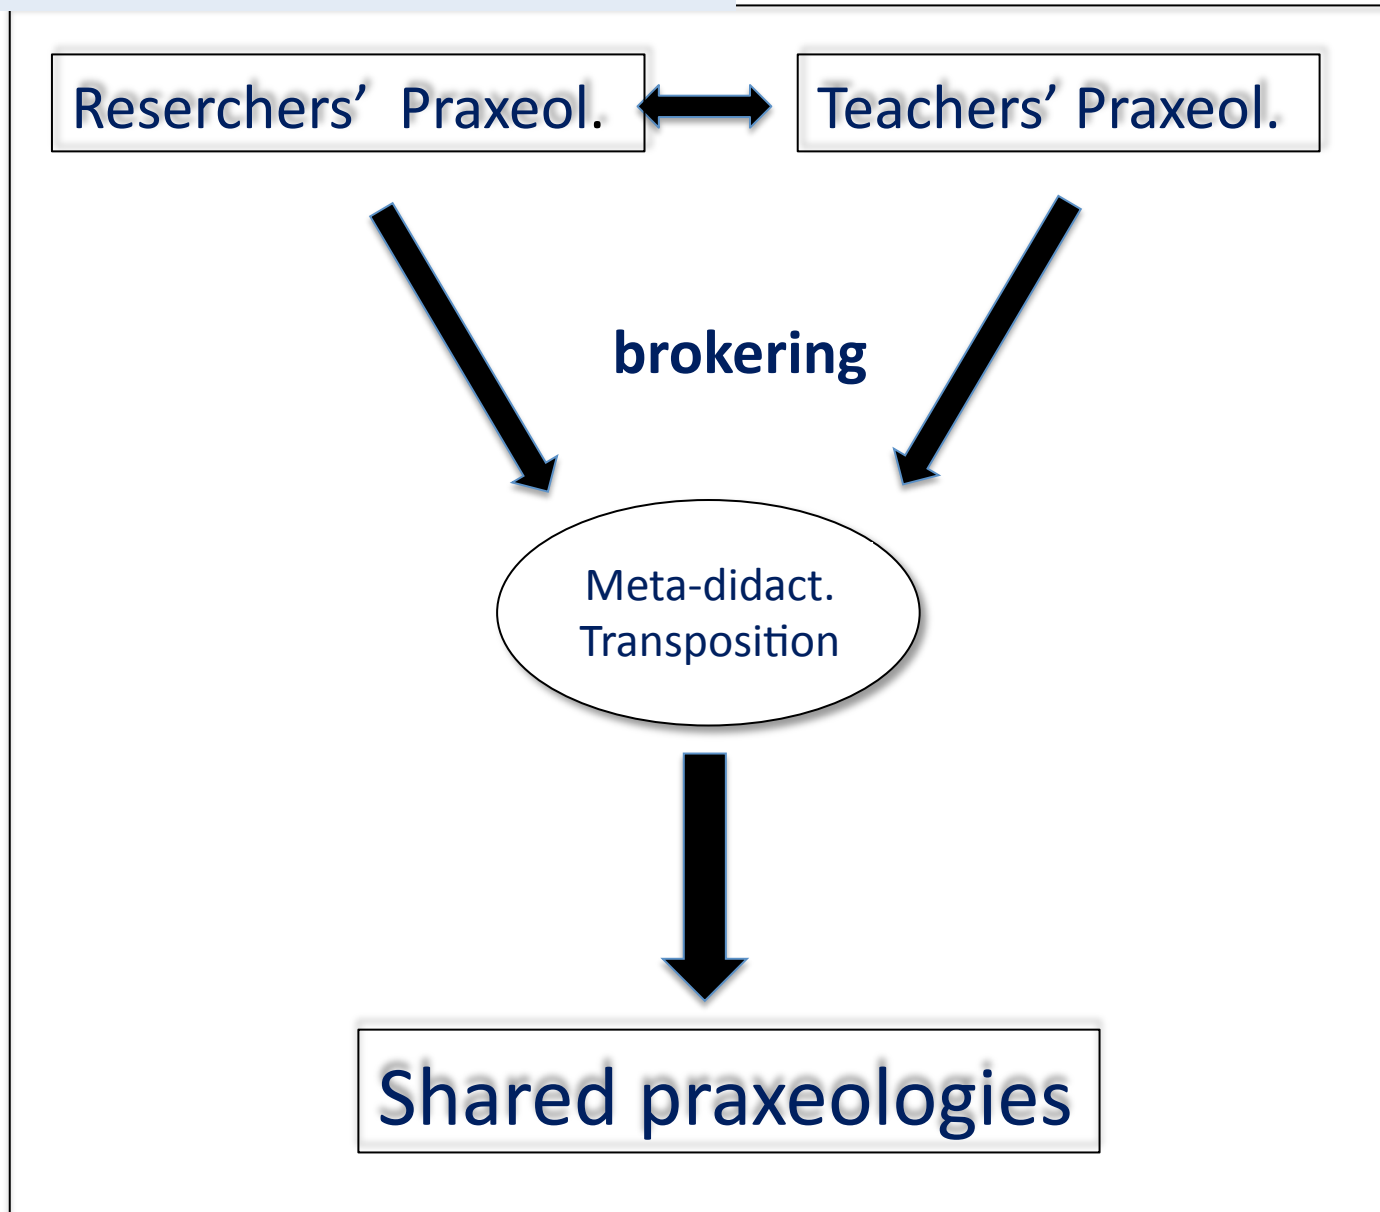 Reserchers’ Praxeol.
Teachers’ Praxeol.
brokering
Meta-didact.
Transposition
Shared praxeologies